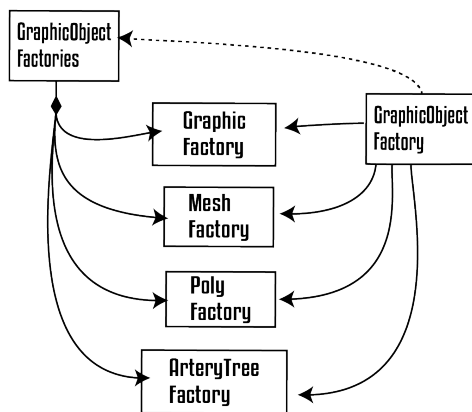 GraphicObject
Factories
Graphic
Factory
GraphicObject
Factory
Mesh
Factory
Poly
Factory
ArteryTree
Factory